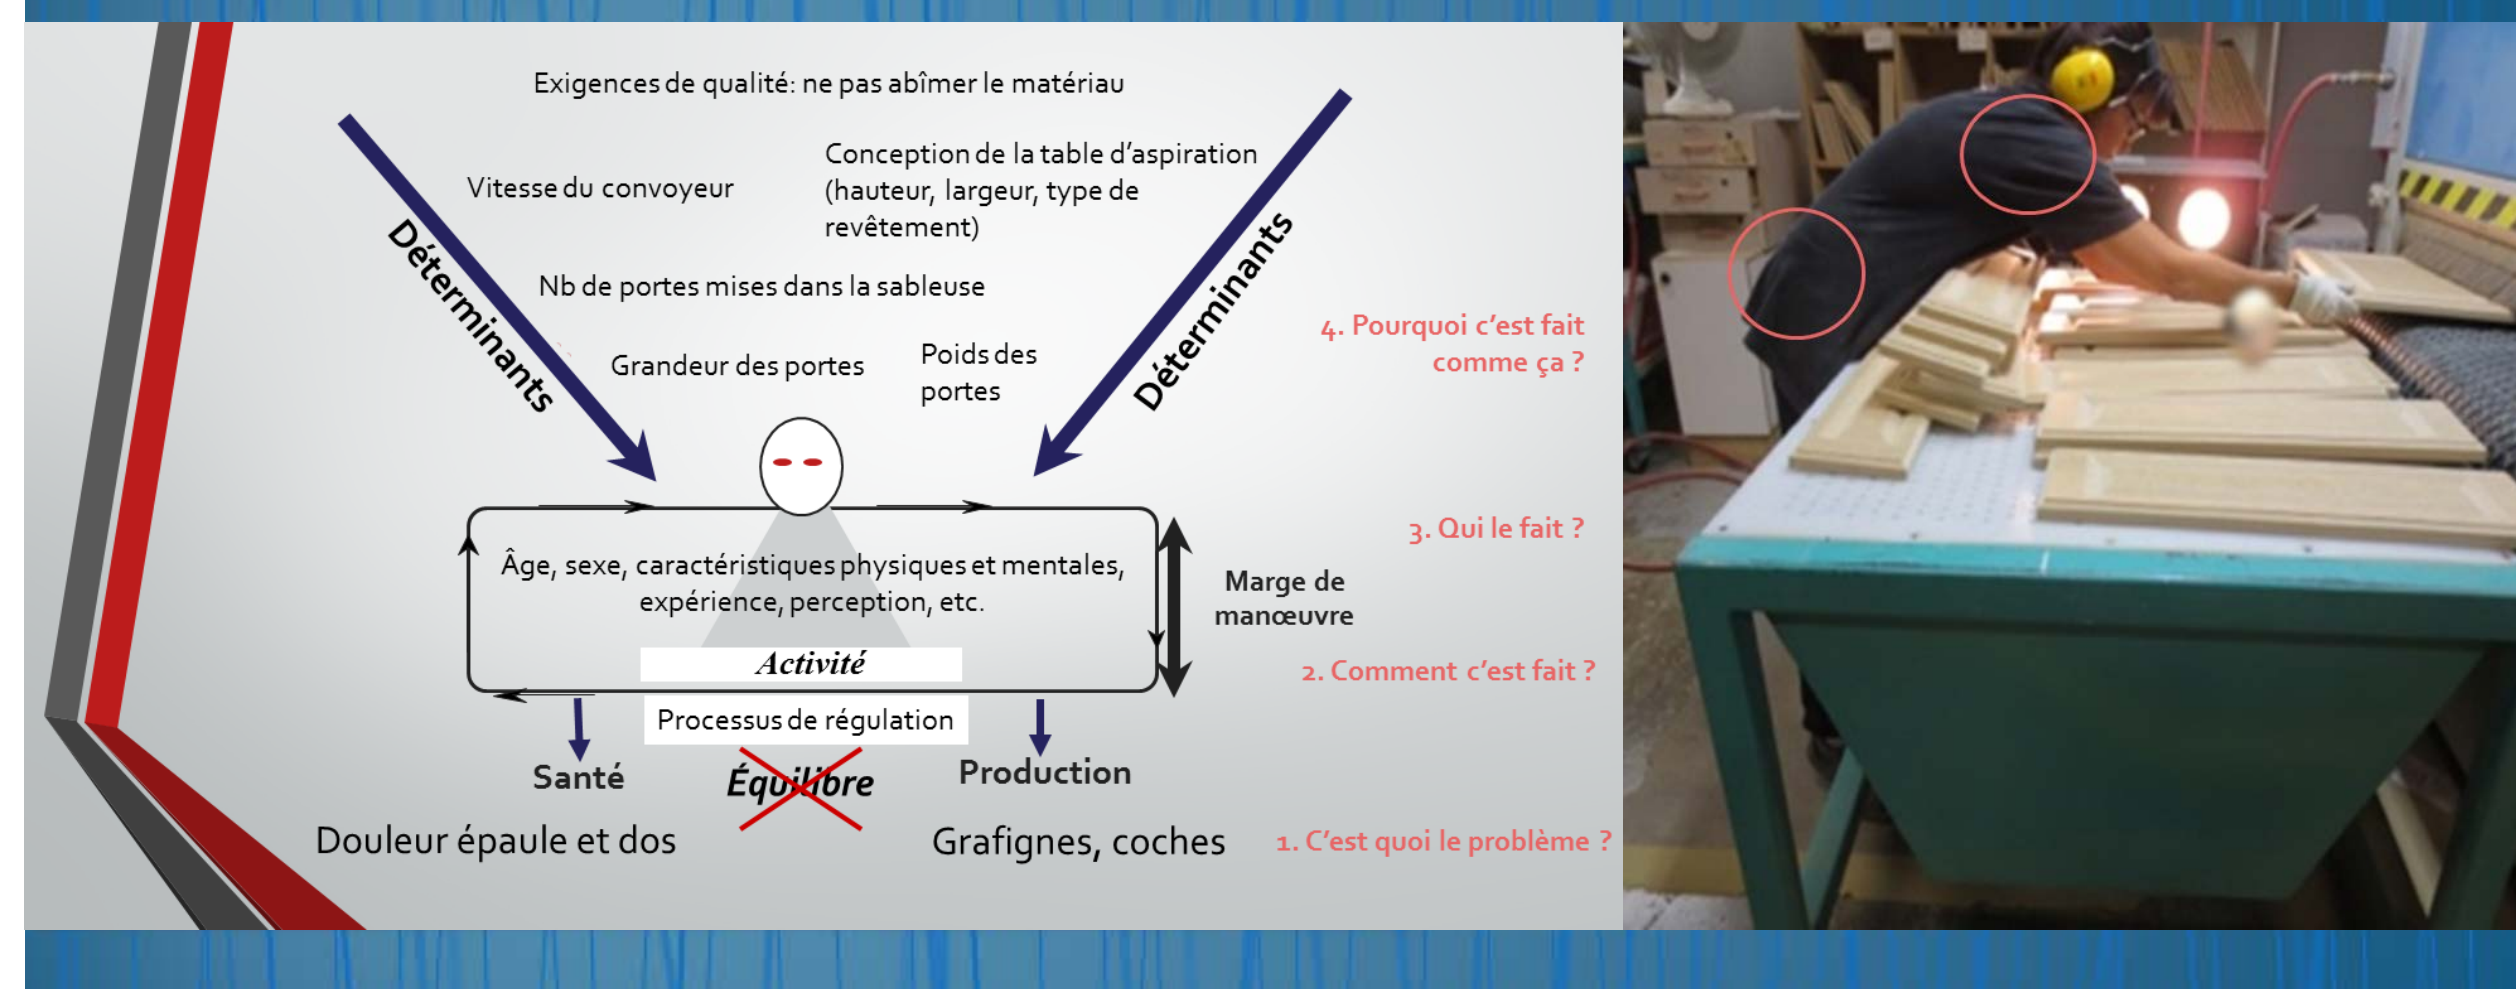 Exigences de qualité: ne pas abîmer le matériau
Conception de la table d'aspiration
(hauteur, largeur, type de
revêtement)
Vitesse du convoyeur
Déterminants
Déterminants
Nb de portes mises dans la sableuse
Grandeur des portes
Poids des
portes
4. Pourquoi c'est fait
comme ça ?
3. Qui le fait ?
Âge, sexe, caractéristiques physiques et mentales,
expérience, perception, etc.
Marge de
manœuvre
Activité
2. Comment c'est fait ?
Processus de régulation
Santé
Équilibre
Production
Douleur épaule et dos
Grafignes, coches
1. C'est quoi le problème ?